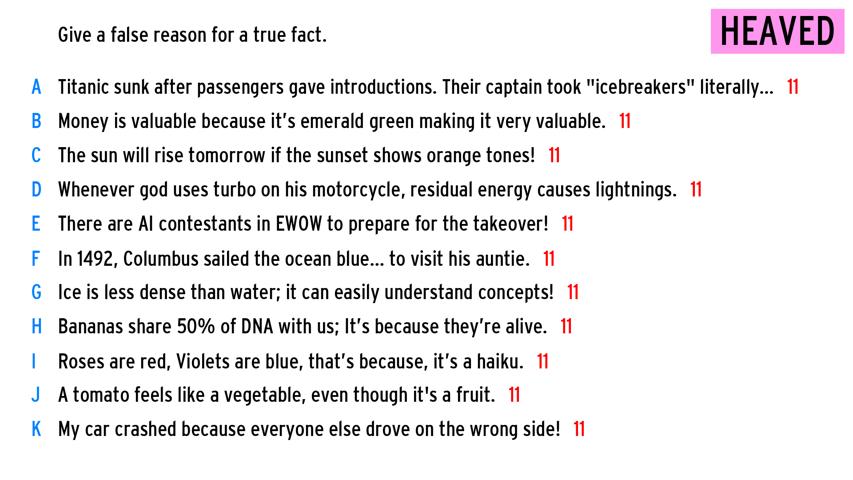 Give a false reason for a true fact.
HEAVED
A Titanic sunk after passengers gave introductions. Their captain took "icebreakers" literally... 11
B Money is valuable because it's emerald green making it very valuable. 11
C The sun will rise tomorrow if the sunset shows orange tones! 11
D Whenever god uses turbo on his motorcycle, residual energy causes lightnings. 11
E There are AI contestants in EWOW to prepare for the takeover! 11
F In 1492, Columbus sailed the ocean blue... to visit his auntie. 11
G Ice is less dense than water; it can easily understand concepts! 11
H Bananas share 50% of DNA with us; It's because they're alive. 11
I Roses are red, Violets are blue, that's because, it's a haiku. 11
J A tomato feels like a vegetable, even though it's a fruit. 11
K My car crashed because everyone else drove on the wrong side! 11